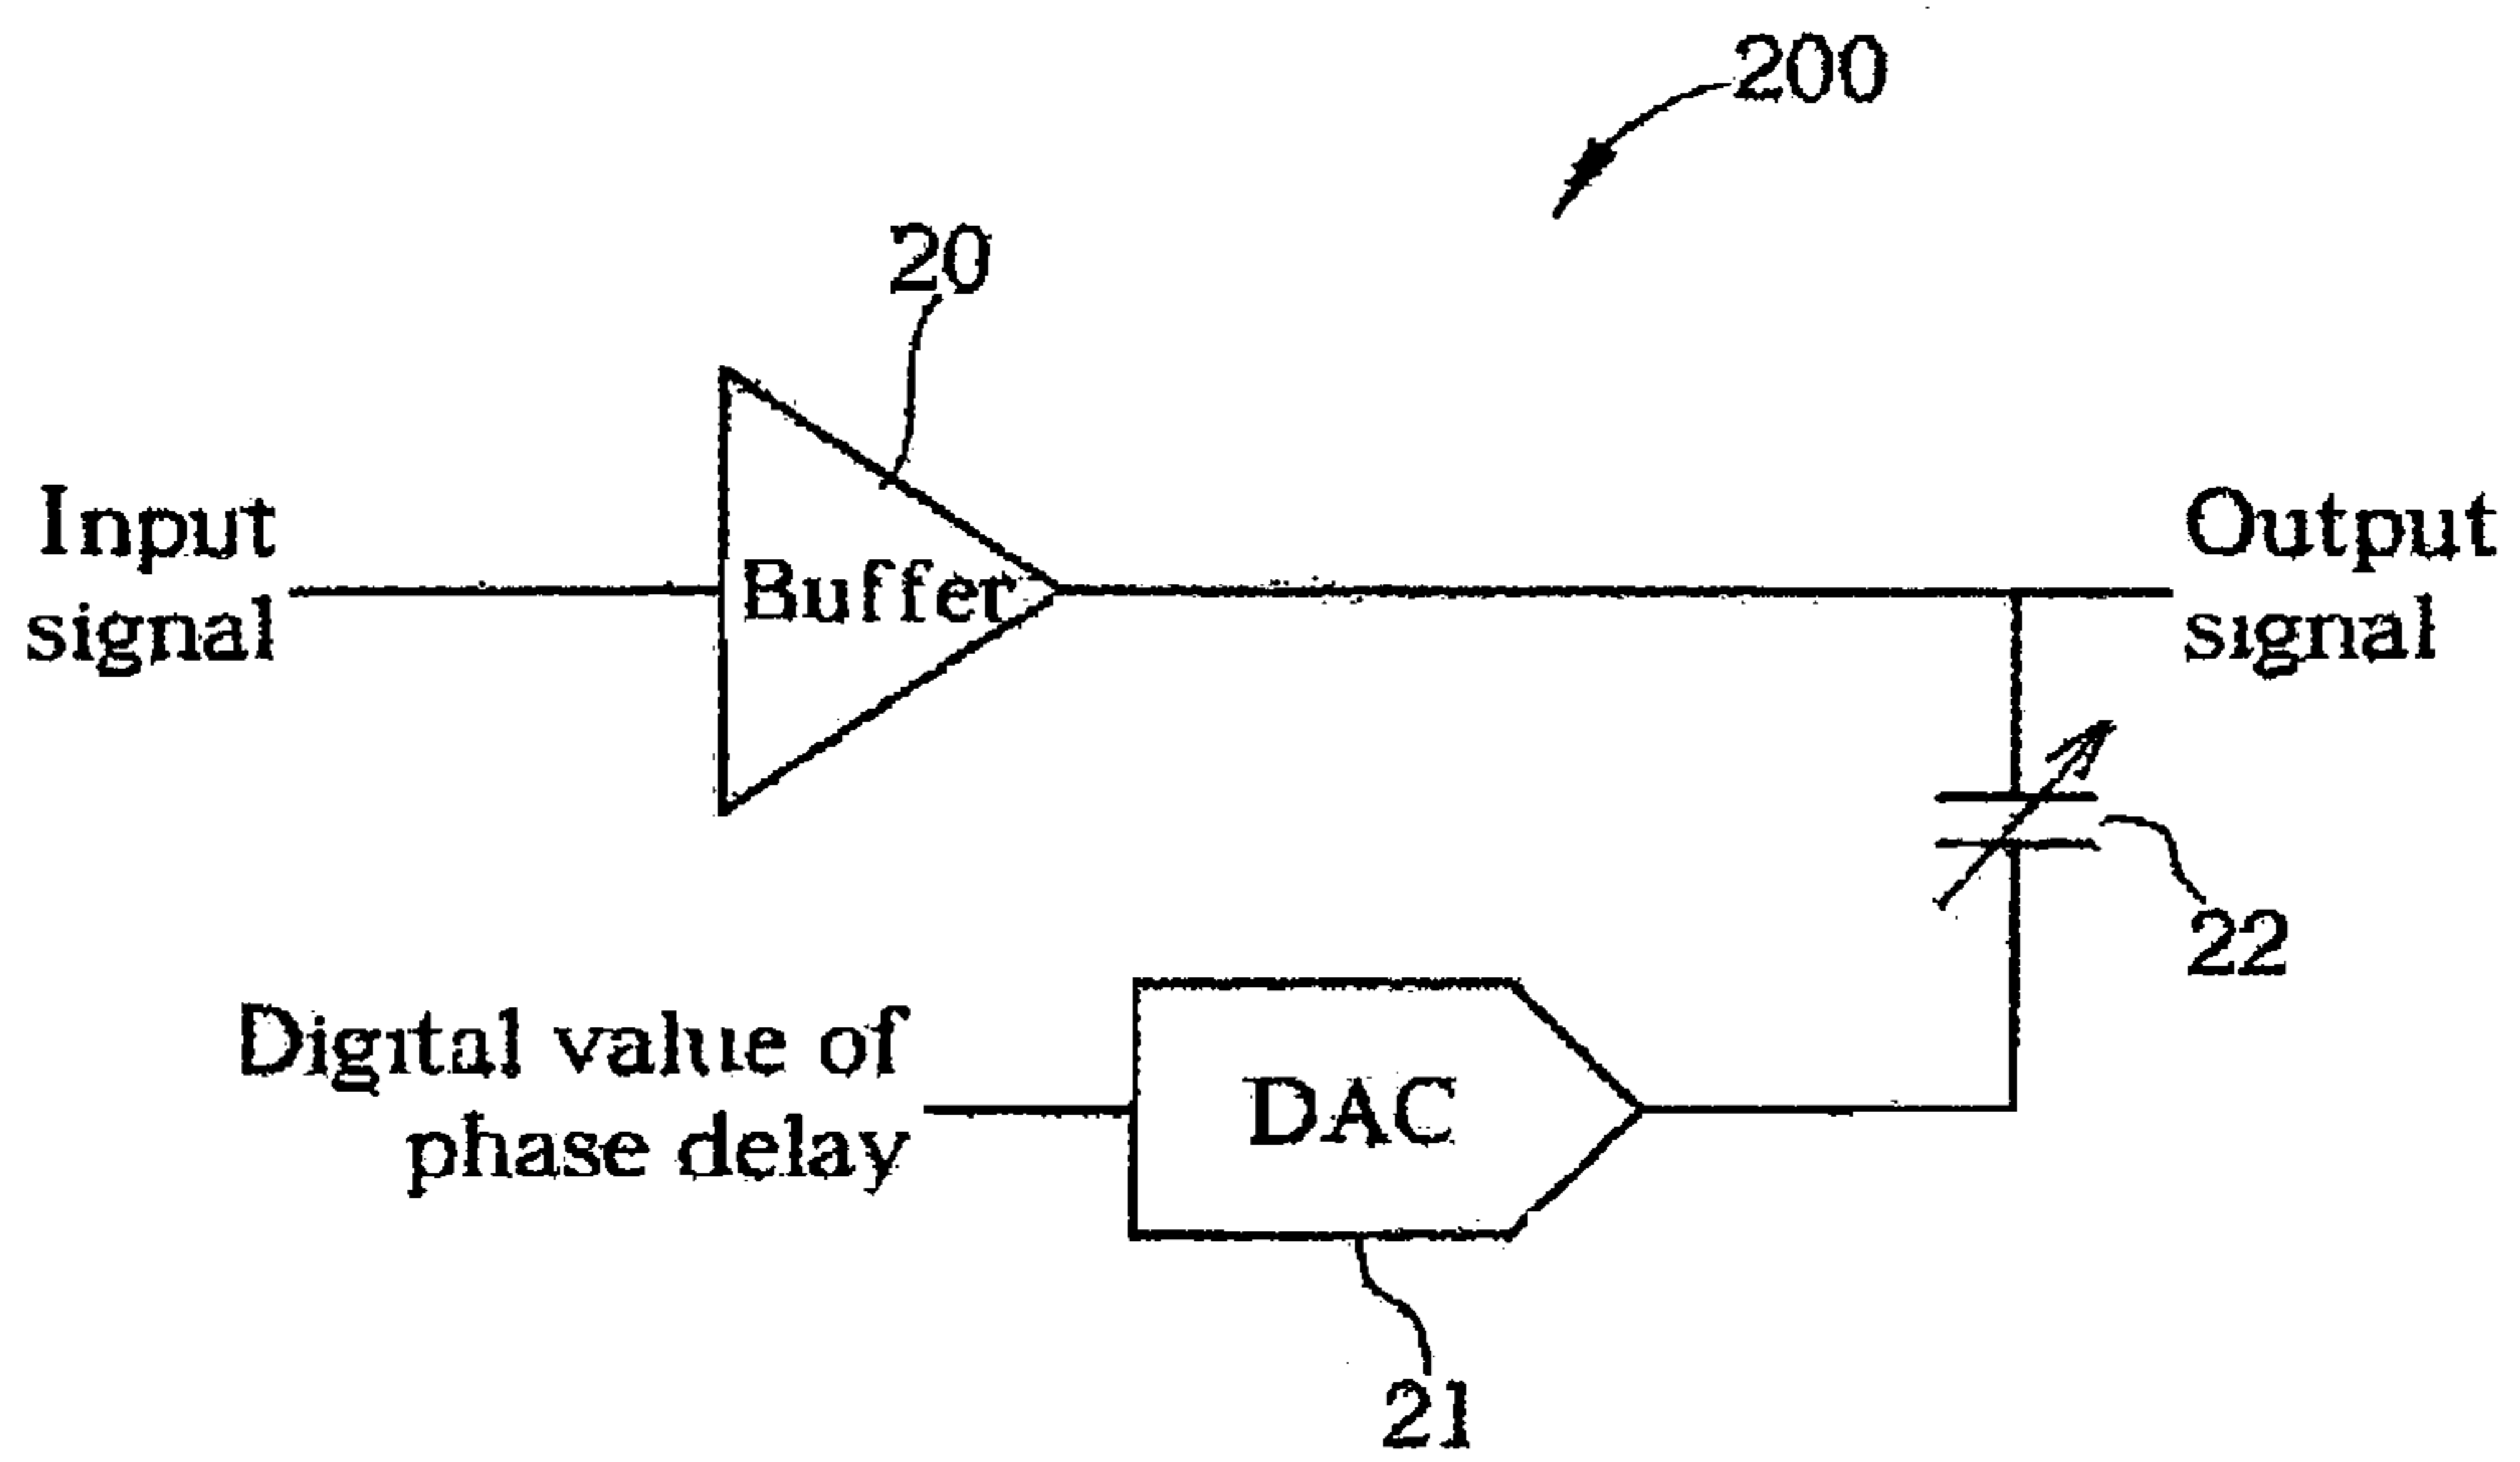 200
20
Input
signal
Buffer
Output
signal
22
Digital value of
phase delay
DAC
21